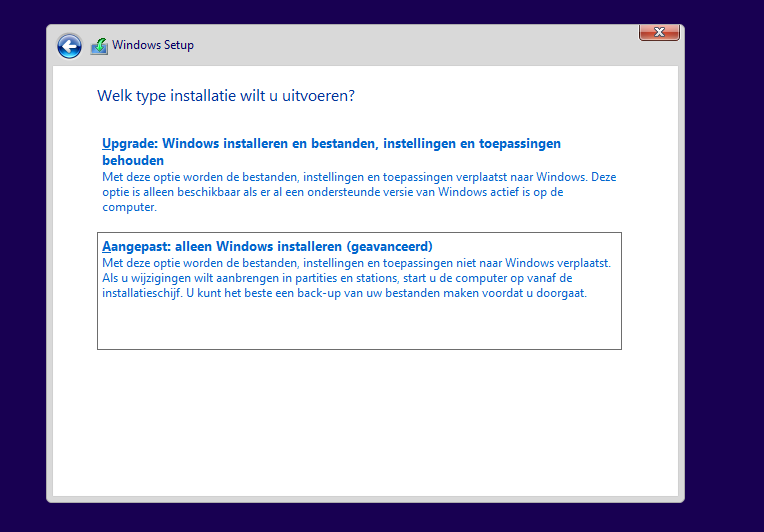 Windows Setup
Welk type installatie wilt u uitvoeren?
Upgrade: Windows installeren en bestanden, instellingen en toepassingen
behouden
Met deze optie worden de bestanden, instellingen en toepassingen verplaatst naar Windows. Deze
optie is alleen beschikbaar als er al een ondersteunde versie van Windows actief is op de
computer.
Aangepast: alleen Windows installeren (geavanceerd)
Met deze optie worden de bestanden, instellingen en toepassingen niet naar Windows verplaatst.
Als u wijzigingen wilt aanbrengen in partities en stations, start u de computer op vanaf de
installatieschijf. U kunt het beste een back-up van uw bestanden maken voordat u doorgaat.